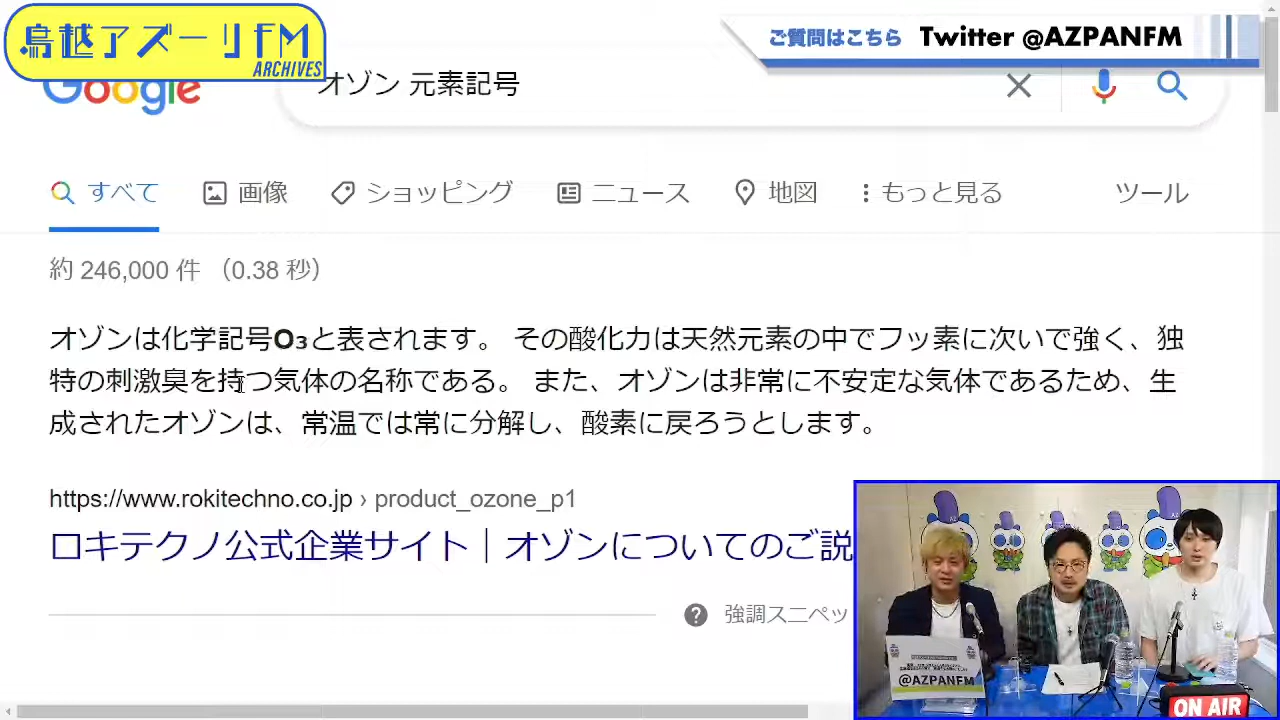 鳥越アズーリFM
ARCHIVES
ご質問はこちら Twitter @AZPANFM
Google
オゾン 元素記号
すべて 画像 ショッピング ニュース 地図 もっと見る ツール
約 246,000 件 （0.38 秒）
オゾンは化学記号O₃と表されます。 その酸化力は天然元素の中でフッ素に次いで強く、独
特の刺激臭を持つ気体の名称である。 また、オゾンは非常に不安定な気体であるため、生
成されたオゾンは、常温では常に分解し、酸素に戻ろうとします。
https://www.rokitechno.co.jp › product_ozone_p1
ロキテクノ公式企業サイト｜オゾンについてのご説
強調スニペッ
@AZPANFM
ON AIR